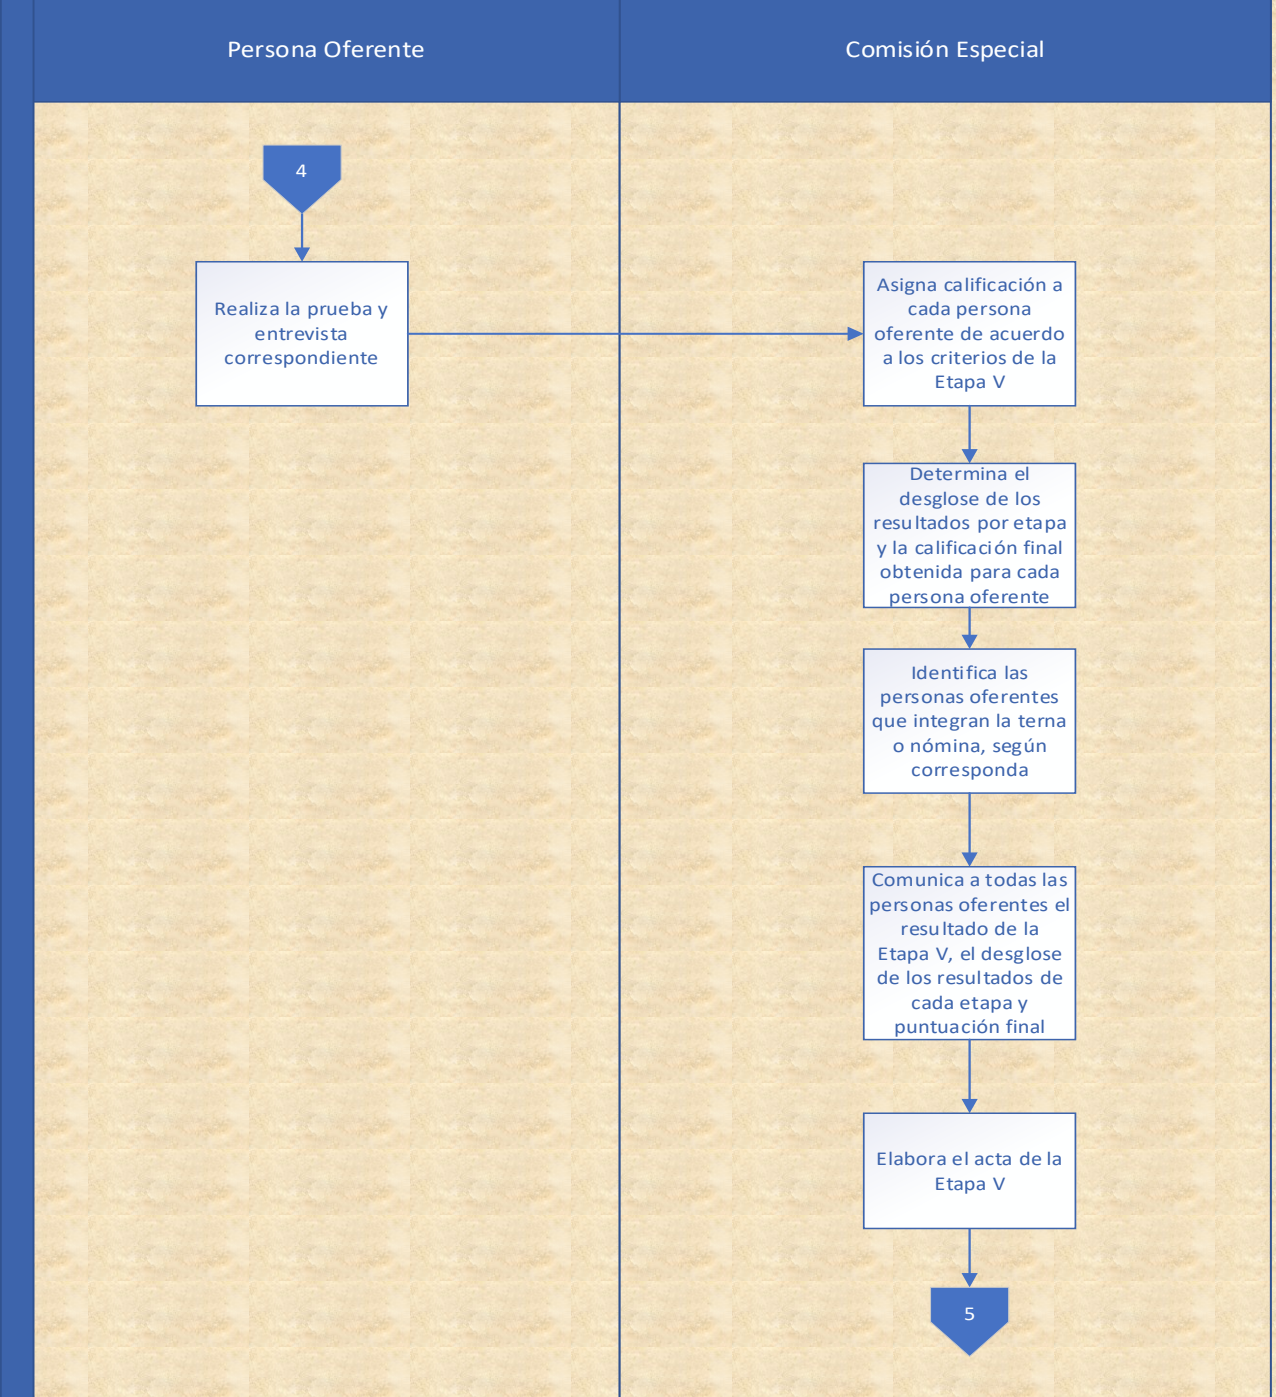 Persona Oferente
Comisión Especial
4
Realiza la prueba y
entrevista
correspondiente
Asigna calificación a
cada persona
oferente de acuerdo
a los criterios de la
Etapa V
Determina el
desglose de los
resultados por etapa
y la calificación final
obtenida para cada
persona oferente
Identifica las
personas oferentes
que integran la terna
o nómina, según
corresponda
Comunica a todas las
personas oferentes el
resultado de la
Etapa V, el desglose
de los resultados de
cada etapa y
puntuación final
Elabora el acta de la
Etapa V
5